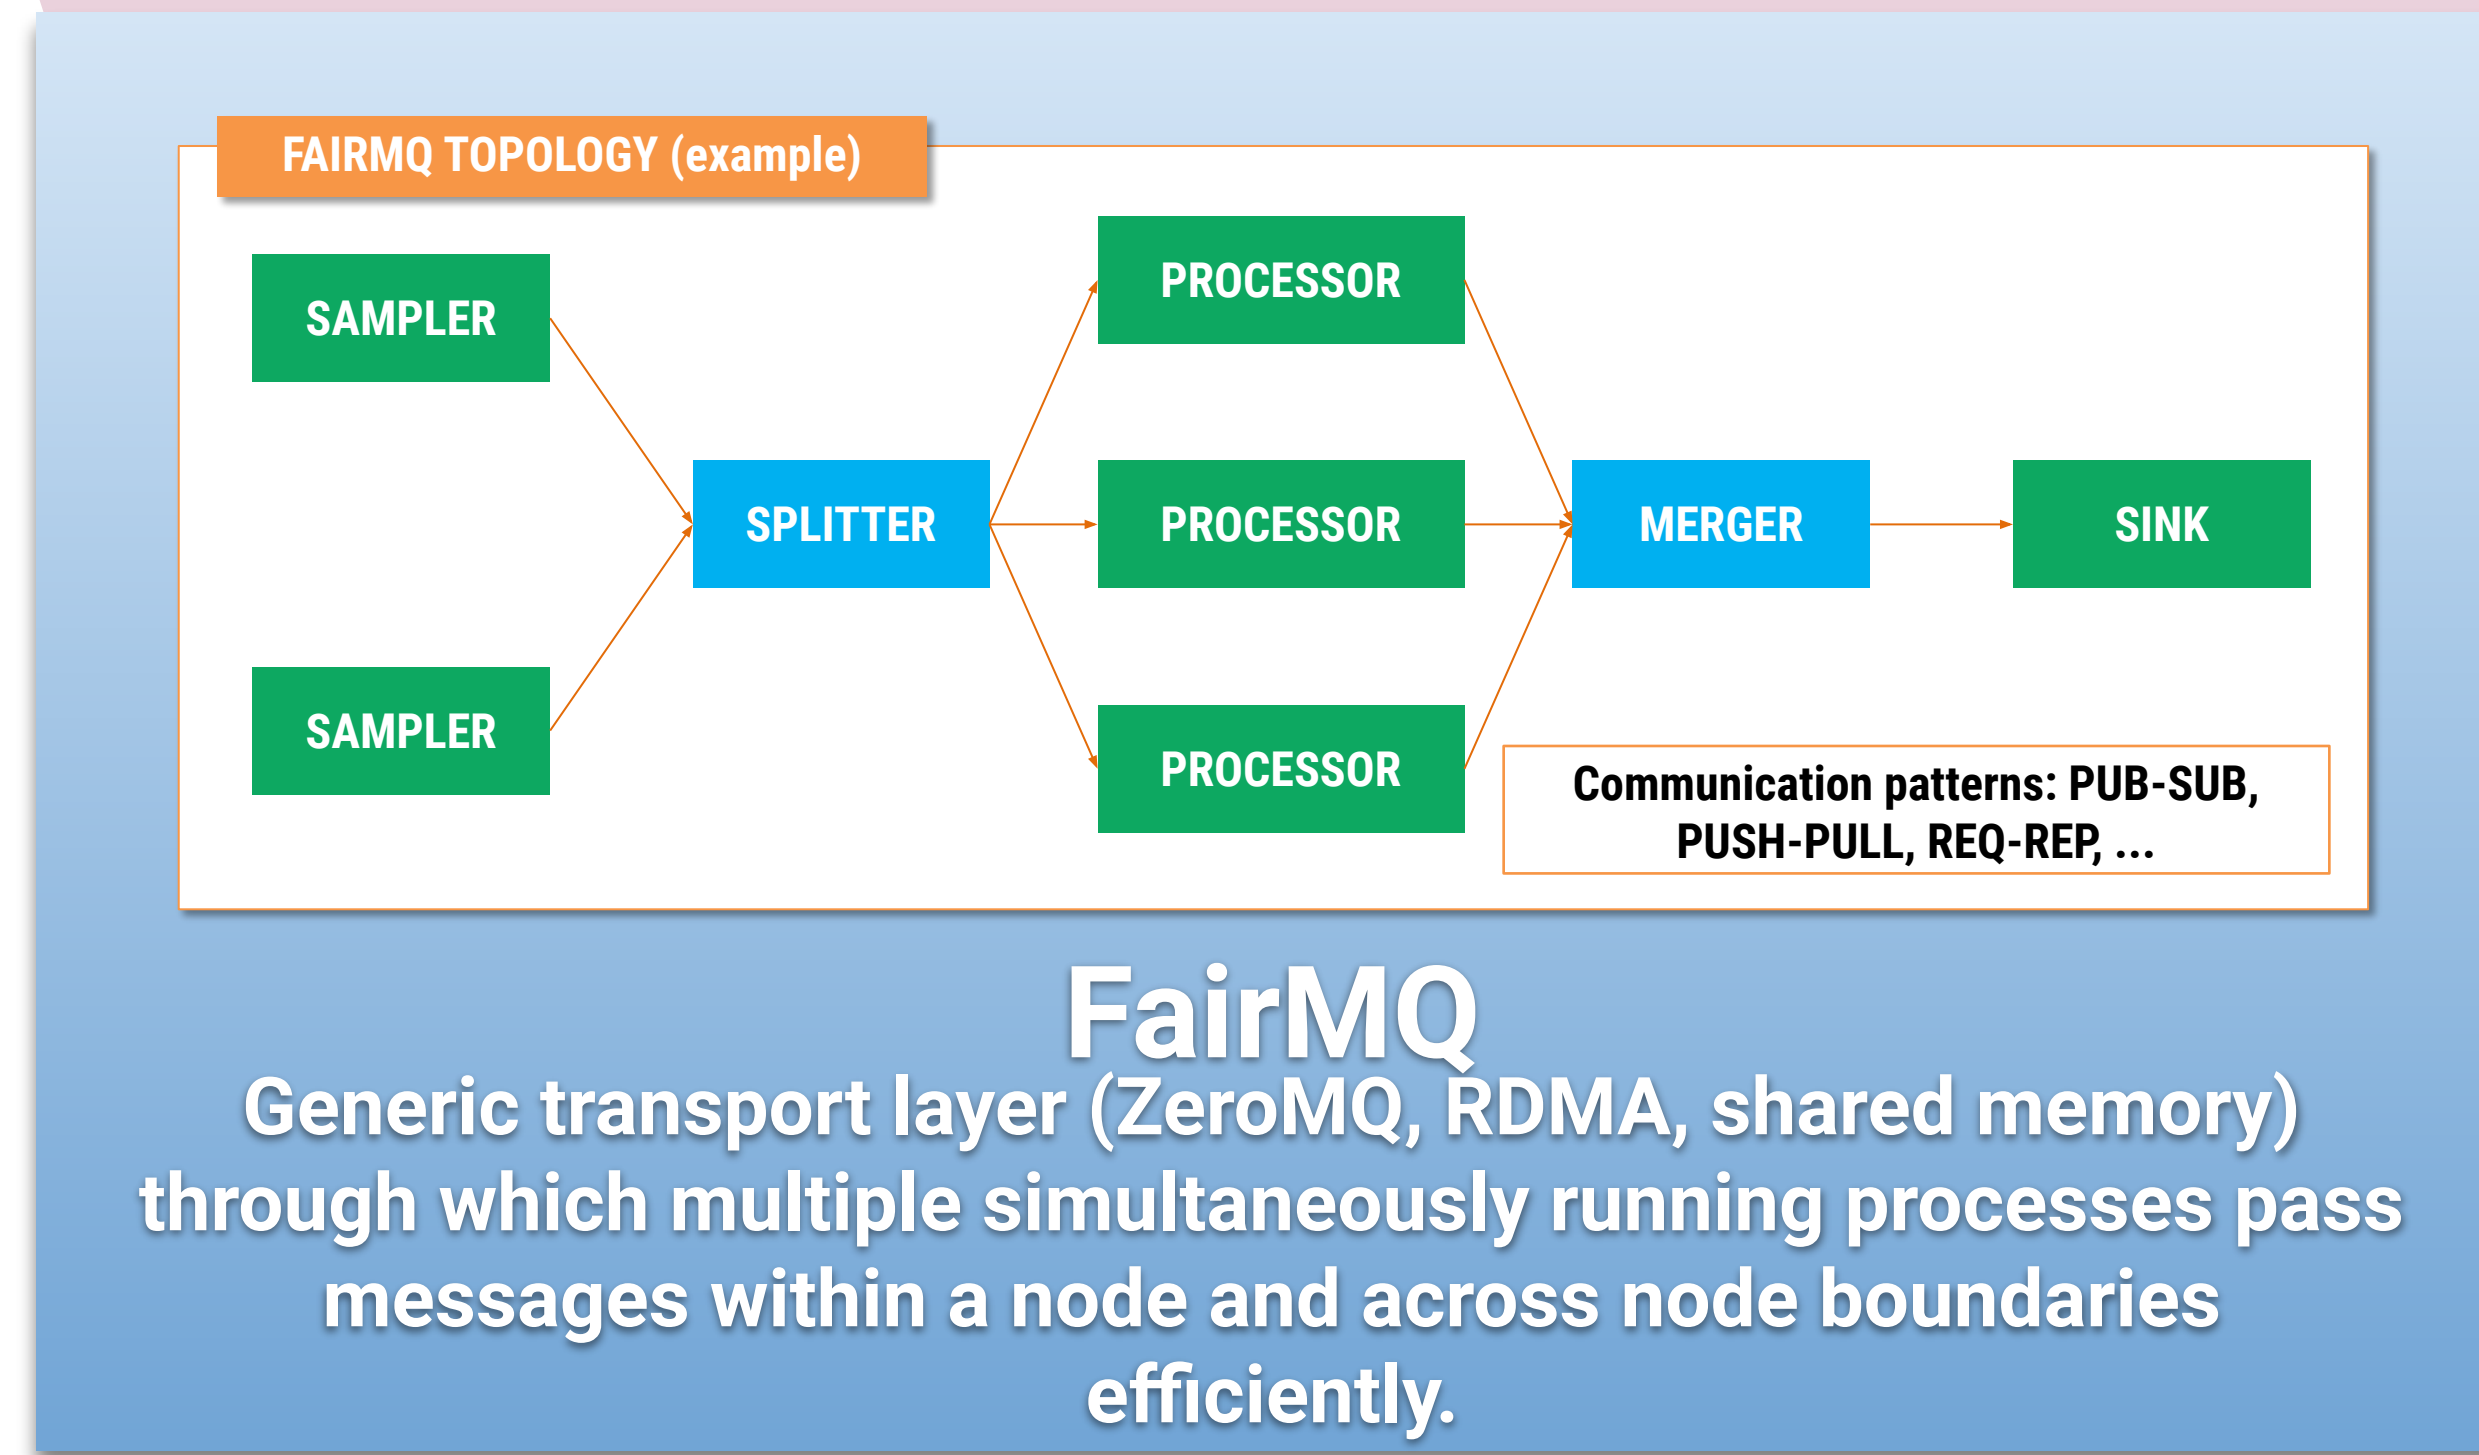 FAIRMQ TOPOLOGY (example)
SAMPLER
SAMPLER
SPLITTER
PROCESSOR
PROCESSOR
PROCESSOR
MERGER
SINK
Communication patterns: PUB-SUB,
PUSH-PULL, REQ-REP, ...
FairMQ
Generic transport layer (ZeroMQ, RDMA, shared memory)
through which multiple simultaneously running processes pass
messages within a node and across node boundaries
efficiently.